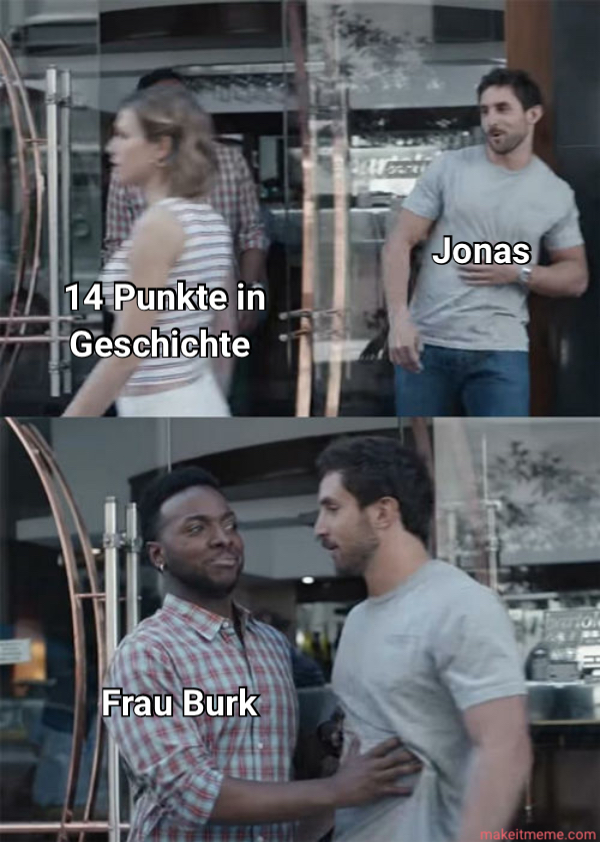 Jonas
14 Punkte in
Geschichte
Frau Burk
makeitmeme.com